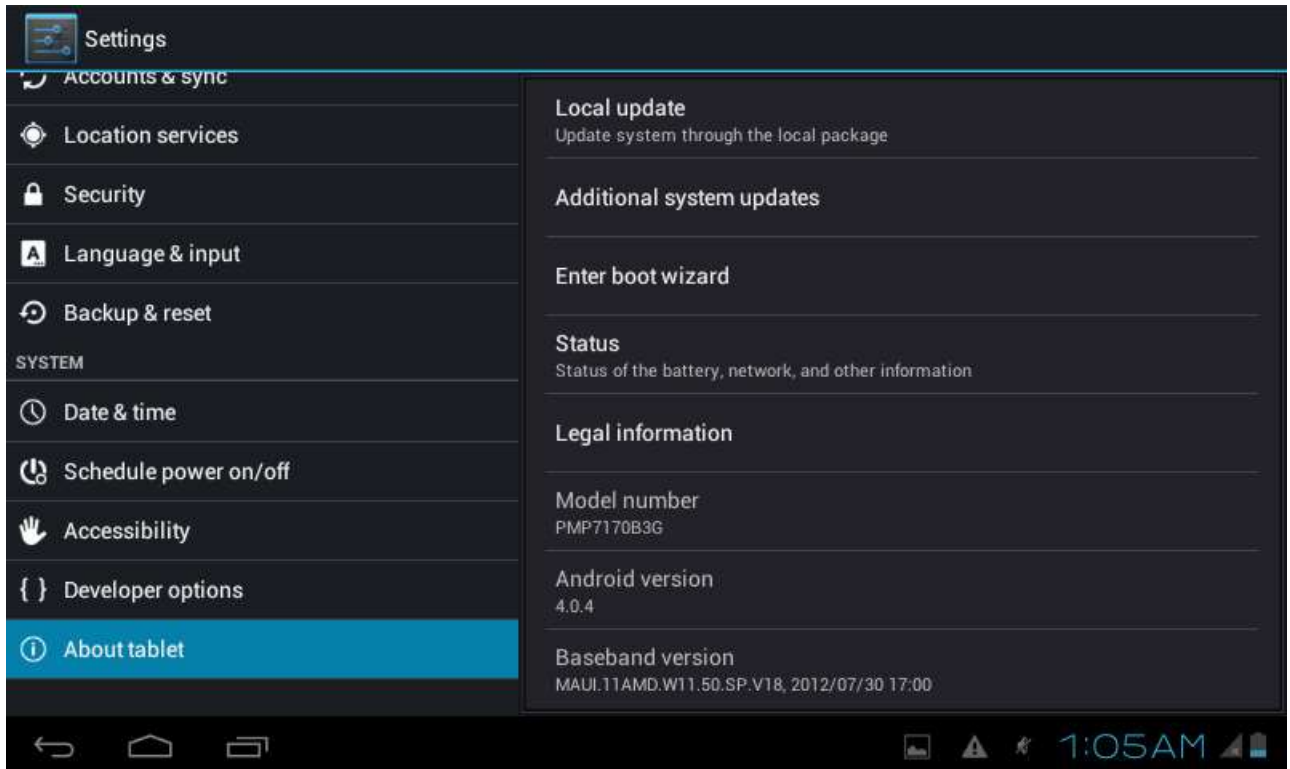 Settings
Accounts & sync
Location services
Security
Language & input
Backup & reset
SYSTEM
Date & time
Schedule power on/off
Accessibility
{ } Developer options
About tablet
Local update
Update system through the local package
Additional system updates
Enter boot wizard
Status
Status of the battery, network, and other information
Legal information
Model number
PMP7170B3G
Android version
4.0.4
Baseband version
MAUI.11AMD.W11.50.SP.V18, 2012/07/30 17:00
1:05AM